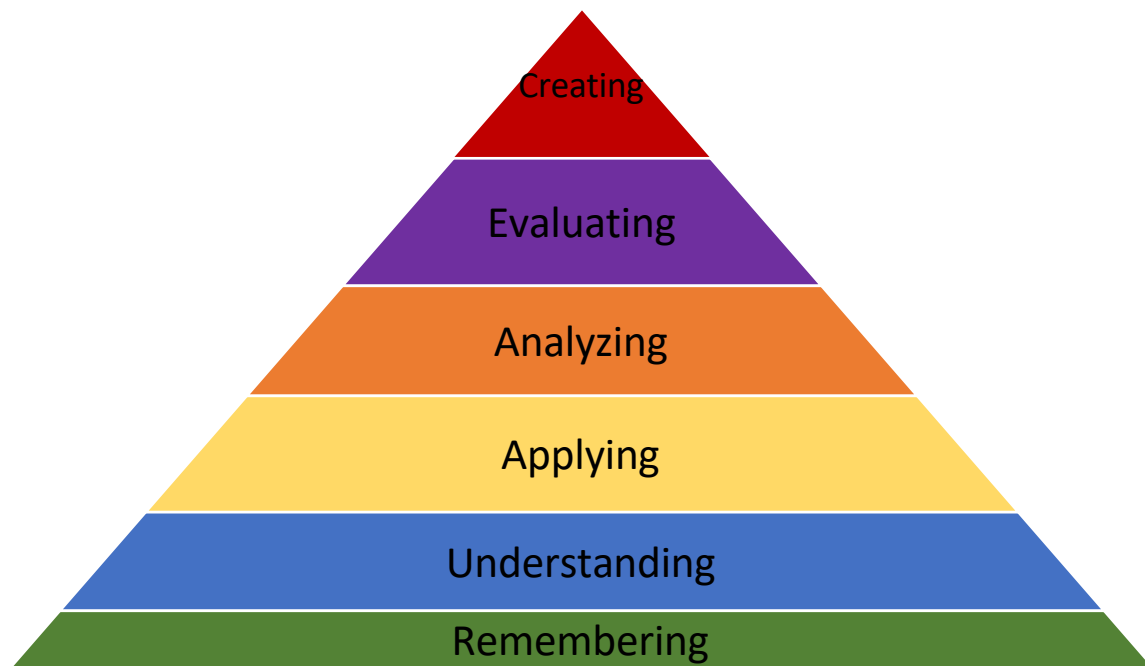 Creating
Evaluating
Analyzing
Applying
Understanding
Remembering